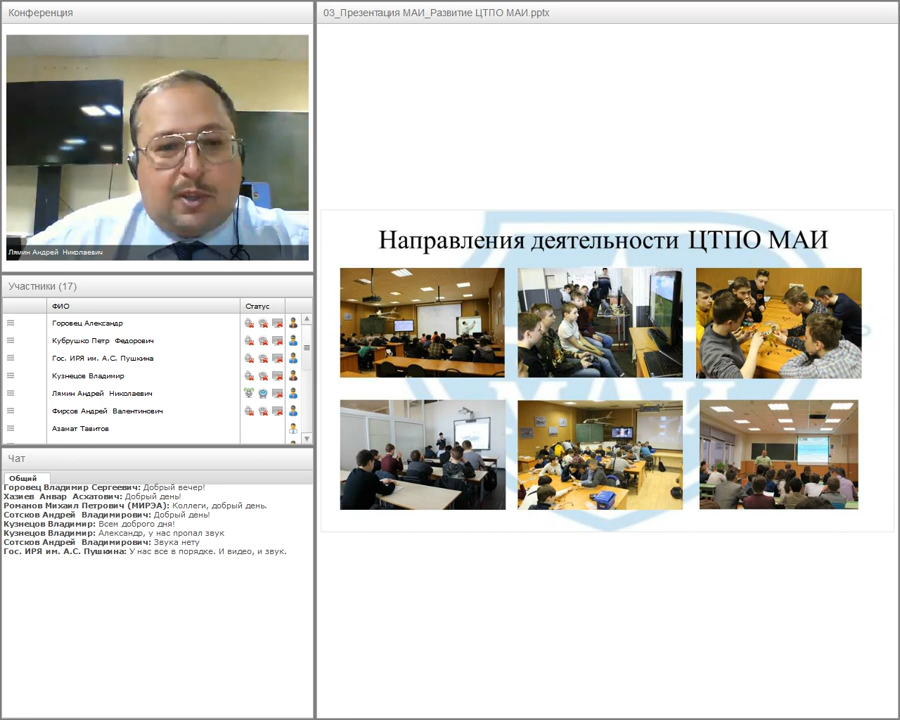 Конференция
Лямин Андрей Николаевич
Участники (17)
ФИО
Статус
Горовец Александр
Кубрушко Петр Федорович
Гос. ИРЯ им. А.С. Пушкина
Кузнецов Владимир
Лямин Андрей Николаевич
Фирсов Андрей Валентинович
Азамат Тавитов
Чат
Общий
Горовец Владимир Сергеевич: Добрый вечер!
Хазиев Анвар Асхатович: Добрый день!
Романов Михаил Петрович (МИРЭА): Коллеги, добрый день.
Сотсков Андрей Владимирович: Добрый день!
Кузнецов Владимир: Всем доброго дня!
Кузнецов Владимир: Александр, у нас пропал звук
Сотсков Андрей Владимирович: Звука нету
Гос. ИРЯ им. А.С. Пушкина: У нас все в порядке. И видео, и звук.
03_Презентация МАИ_Развитие ЦТПО МАИ.pptx
Направления деятельности ЦТПО МАИ
МАИ